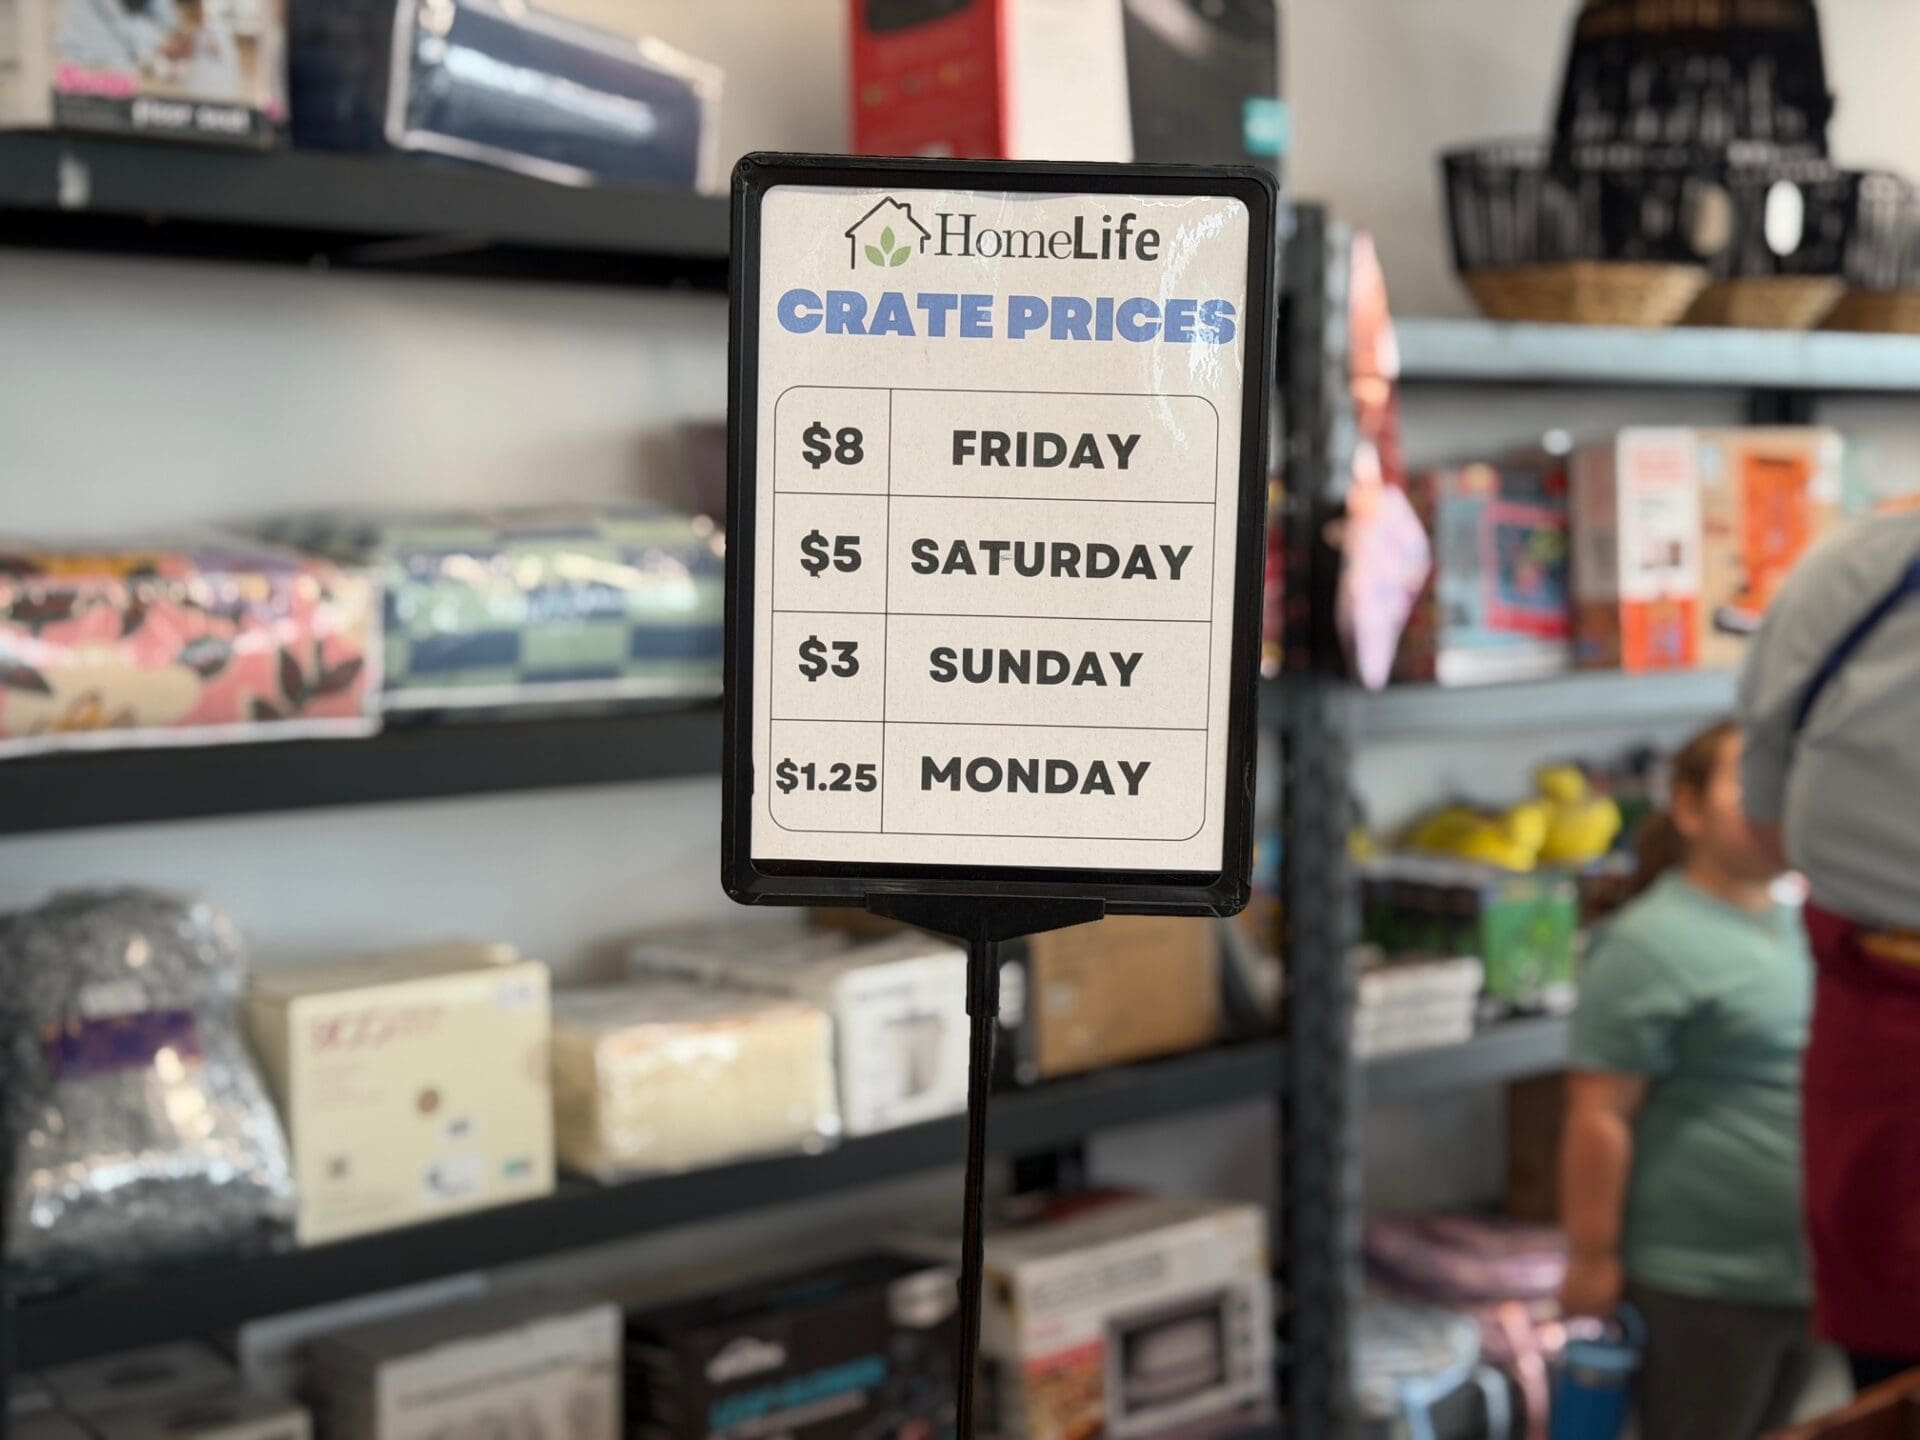 HomeLife
CRATE PRICES
$8 FRIDAY
$5 SATURDAY
$3 SUNDAY
$1.25 MONDAY